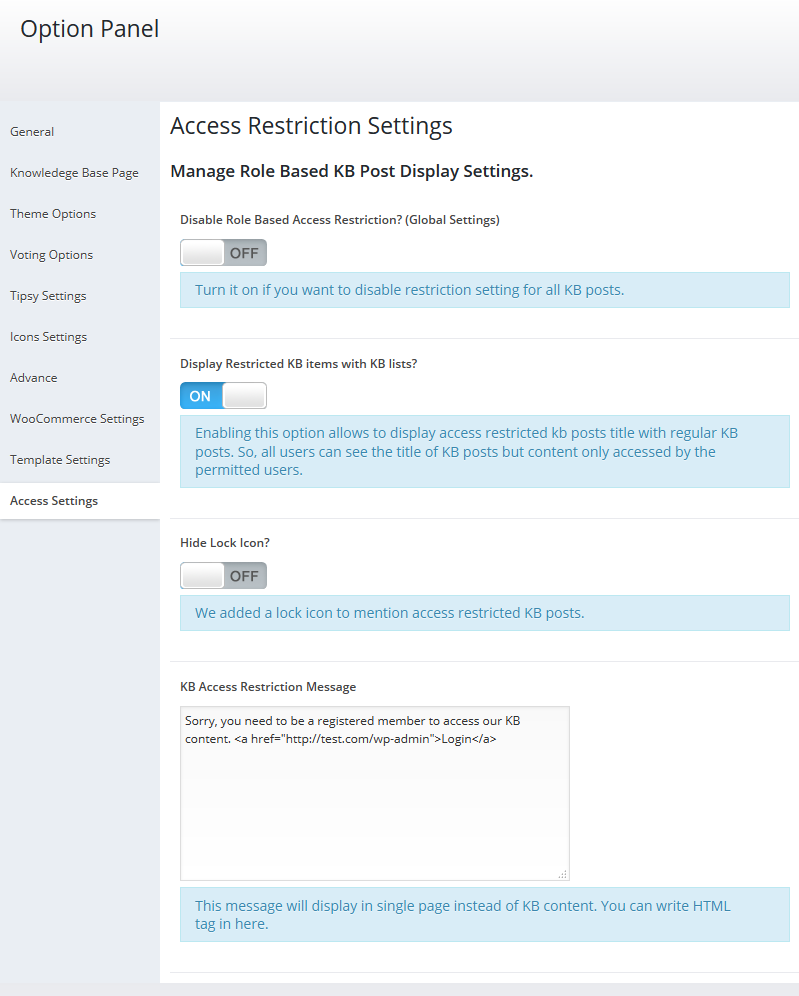 Option Panel
General
Knowledege Base Page
Theme Options
Voting Options
Tipsy Settings
Icons Settings
Advance
WooCommerce Settings
Template Settings
Access Settings
Access Restriction Settings
Manage Role Based KB Post Display Settings.
Disable Role Based Access Restriction? (Global Settings)
OFF
Turn it on if you want to disable restriction setting for all KB posts.
Display Restricted KB items with KB lists?
ON
Enabling this option allows to display access restricted kb posts title with regular KB
posts. So, all users can see the title of KB posts but content only accessed by the
permitted users.
Hide Lock Icon?
OFF
We added a lock icon to mention access restricted KB posts.
KB Access Restriction Message
Sorry, you need to be a registered member to access our KB
content. <a href="http://test.com/wp-admin">Login</a>
This message will display in single page instead of KB content. You can write HTML
tag in here.